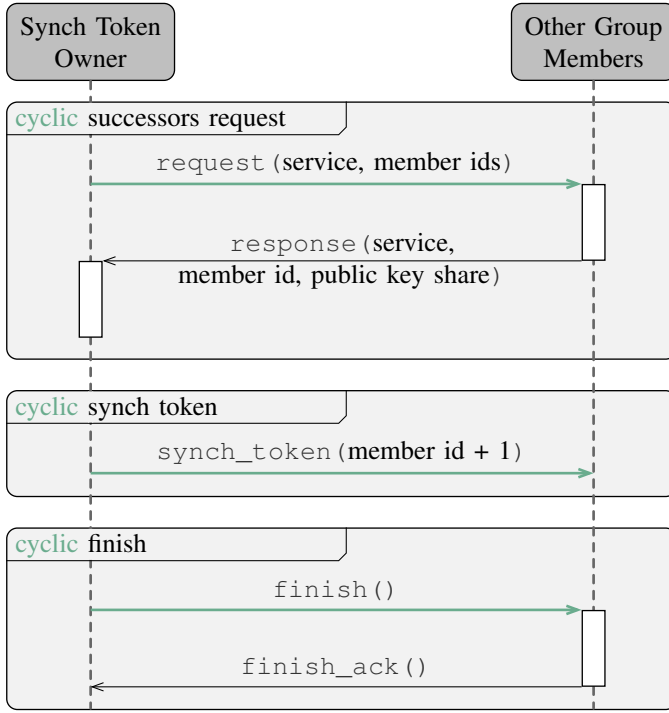 Synch Token
Owner
Other Group
Members
cyclic successors request
request(service, member ids)
response(service,
member id, public key share)
cyclic synch token
synch_token(member id + 1)
cyclic finish
finish()
finish_ack()